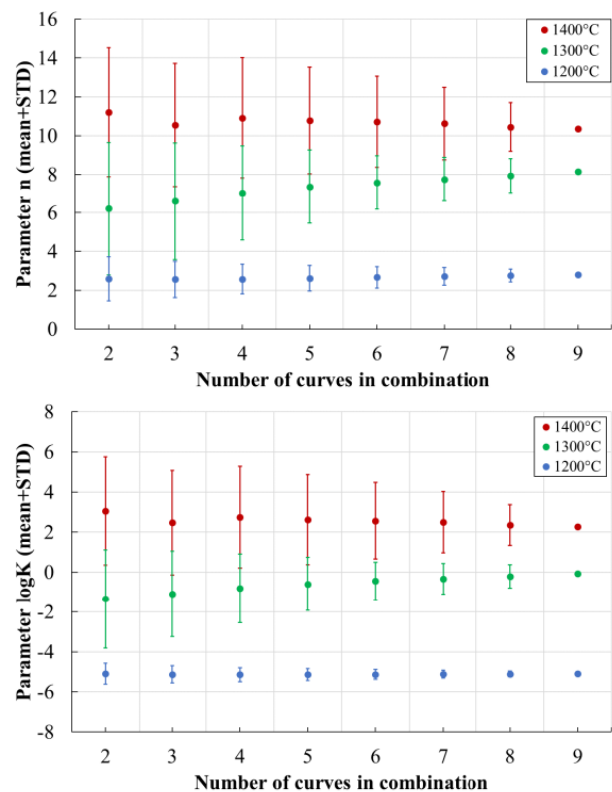 16
14
12
10
8
6
4
2
0
Parameter n (mean+STD)
1400°C
1300°C
1200°C
2 3 4 5 6 7 8 9
Number of curves in combination
8
6
4
2
0
-2
-4
-6
-8
Parameter logK (mean+STD)
1400°C
1300°C
1200°C
2 3 4 5 6 7 8 9
Number of curves in combination